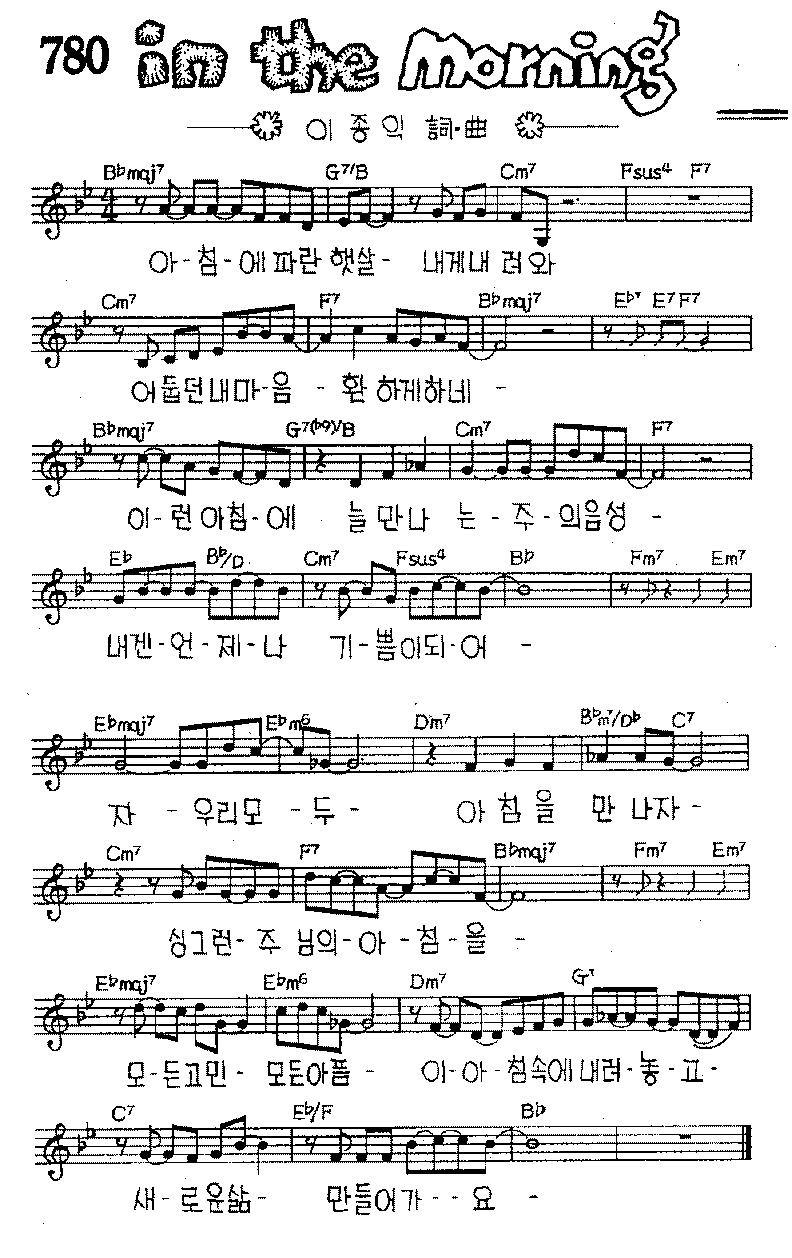 780 in the morning
이 종 익 詞·曲
B♭maj7 G7/B Cm7 Fsus4 F7
4/4
아-침-에 파란 햇살- 내게내 려와
Cm7 F7 B♭maj7 E♭7 E7 F7
어둡던내마-음 - 환 하게하네 -
B♭maj7 G7(♭9)/B Cm7 F7
이-런아침-에 늘 만나 는-주-의음성 -
E♭ B♭/D Cm7 Fsus4 B♭ Fm7 Em7
내겐-언-제-나 기-쁨이되-어 -
E♭maj7 E♭m6 Dm7 B♭m7/D♭ C7
자 - 우리모 - 두 - 아 침 을 만 나자-
Cm7 F7 B♭maj7 Fm7 Em7
싱그런- 주 님의-아-침-을 -
E♭maj7 E♭m6 Dm7 G7
모-든고민- 모든아픔 - 이-아-침속에내려-놓-고-
C7 E♭/F B♭
새-로운삶- 만들어가--요 -